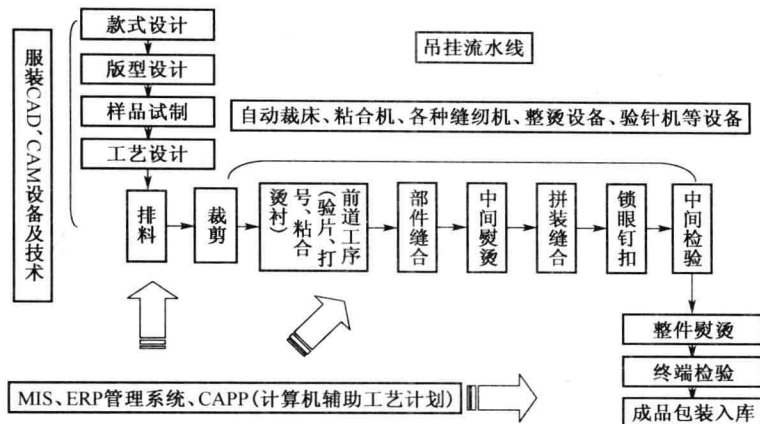 款式设计
版型设计
样品试制
工艺设计
服装CAD、CAM设备及技术
吊挂流水线
自动裁床、粘合机、各种缝纫机、整烫设备、验针机等设备
排料
裁剪
前道工序
(验片、打
号、粘合
烫衬)
部件缝合
中间熨烫
拼装缝合
锁眼钉扣
中间检验
整件熨烫
终端检验
成品包装入库
MIS、ERP管理系统、CAPP(计算机辅助工艺计划)